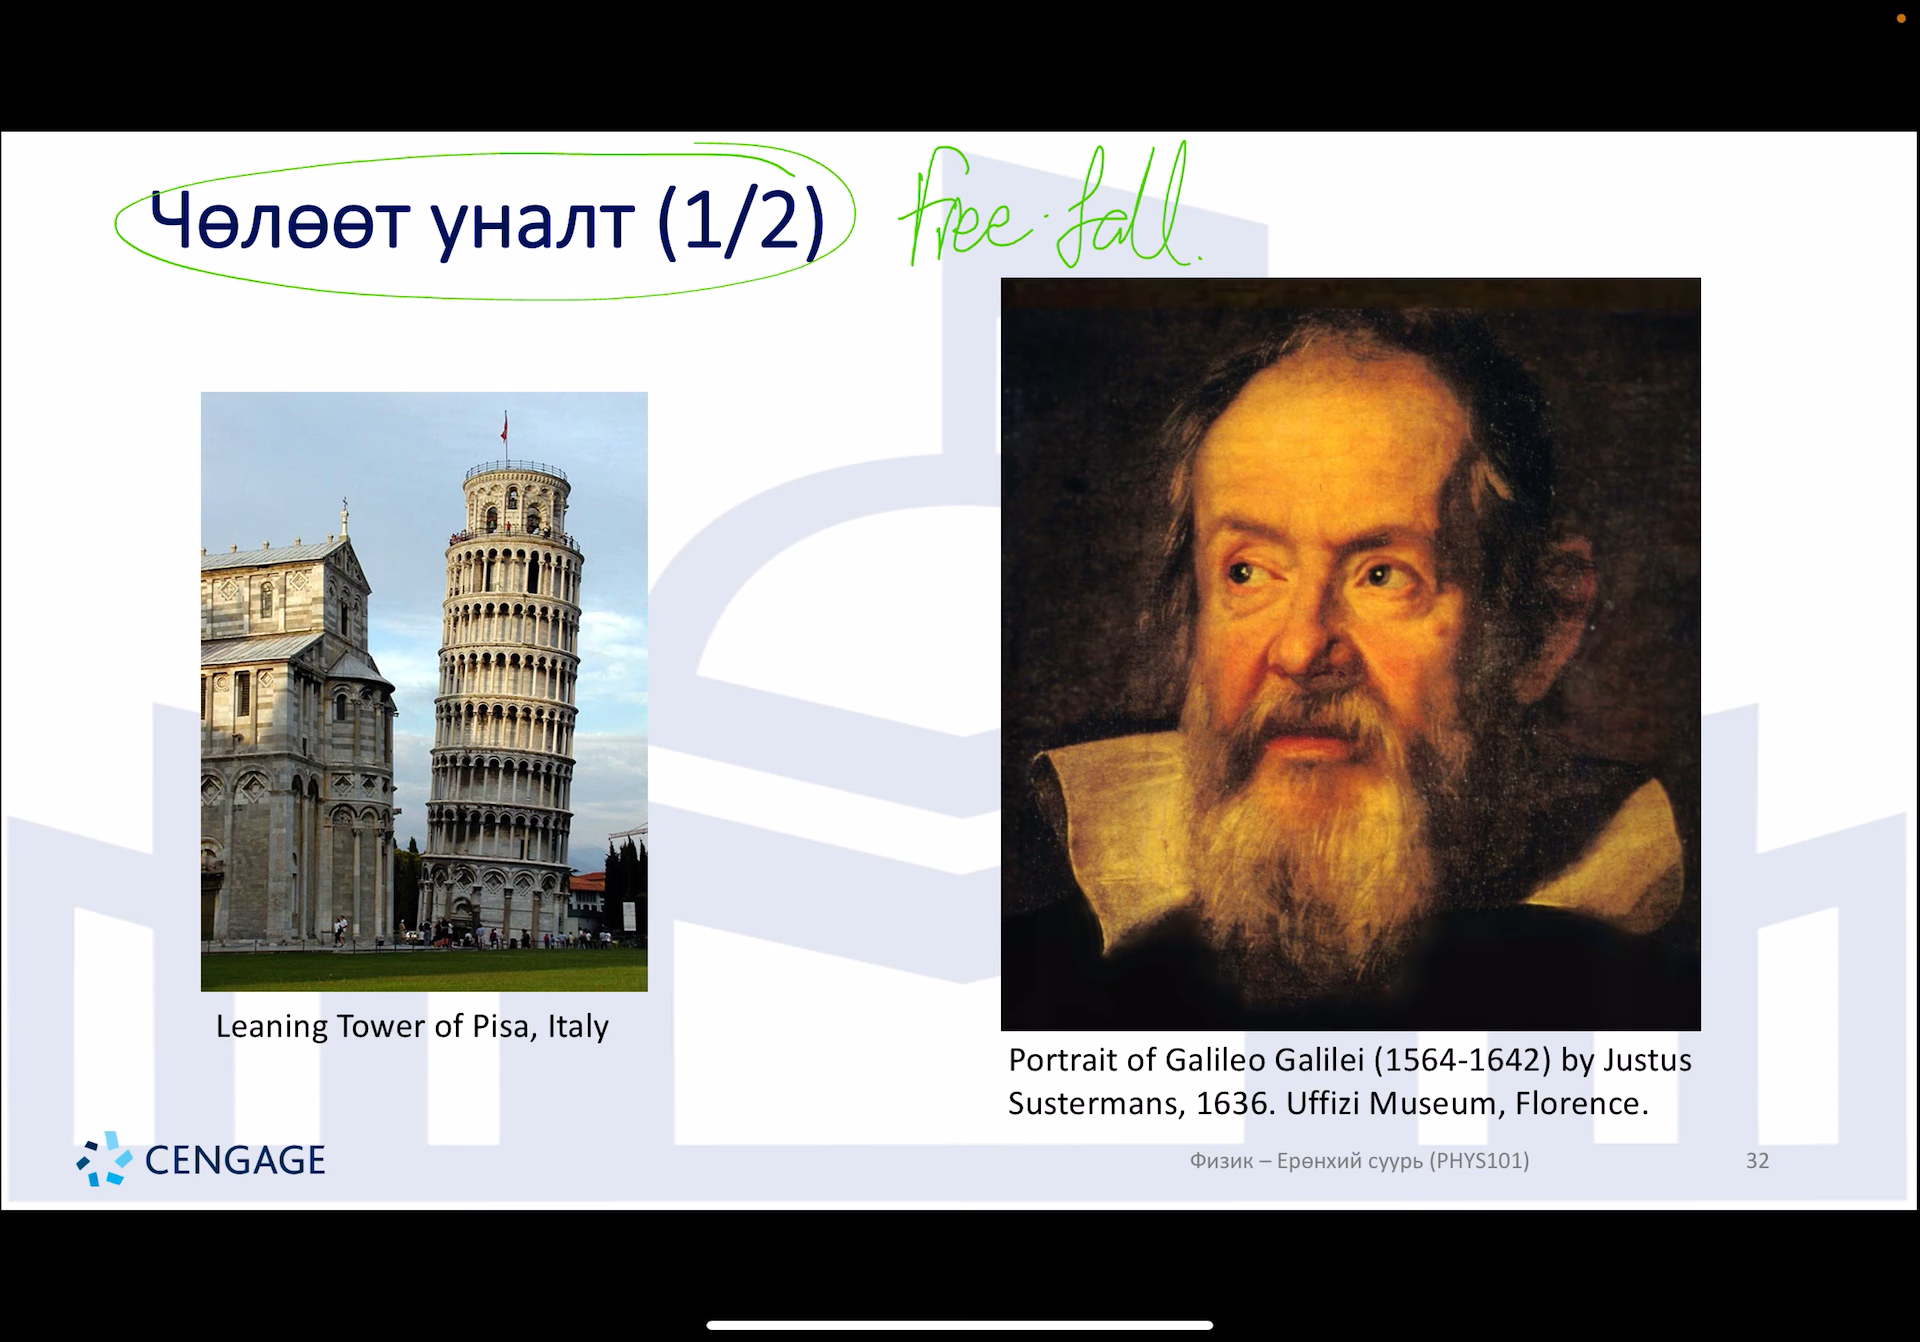 Чөлөөт уналт (1/2)
Free fall.
Leaning Tower of Pisa, Italy
Portrait of Galileo Galilei (1564-1642) by Justus
Sustermans, 1636. Uffizi Museum, Florence.
CENGAGE
Физик – Ерөнхий суурь (PHYS101)
32